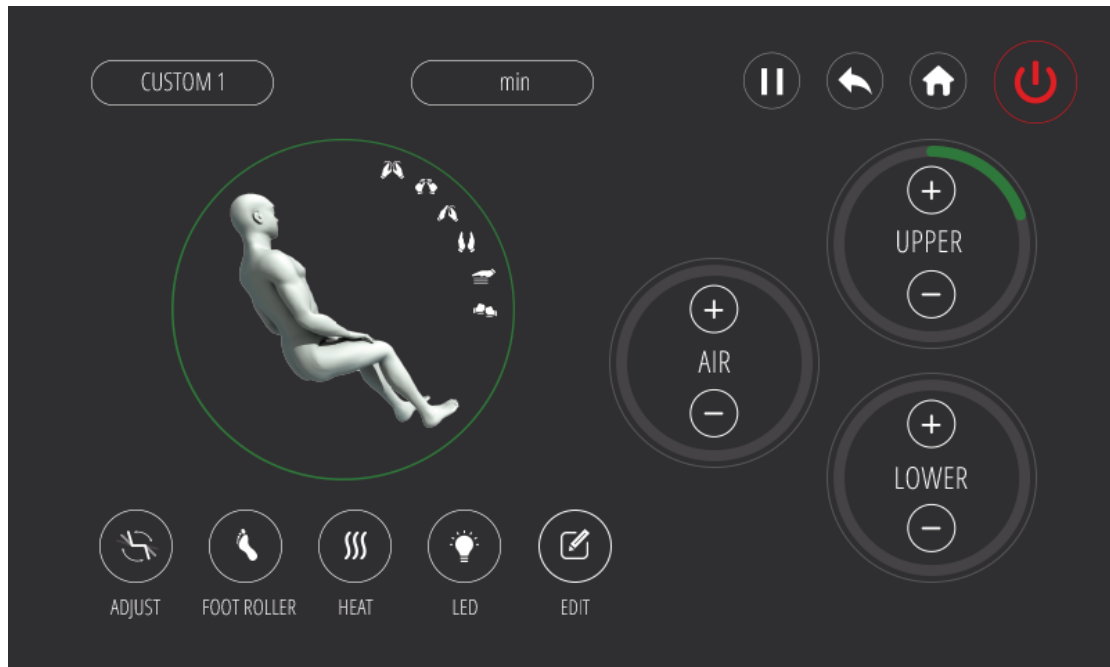 CUSTOM 1
min
UPPER
AIR
LOWER
ADJUST
FOOT ROLLER
HEAT
LED
EDIT